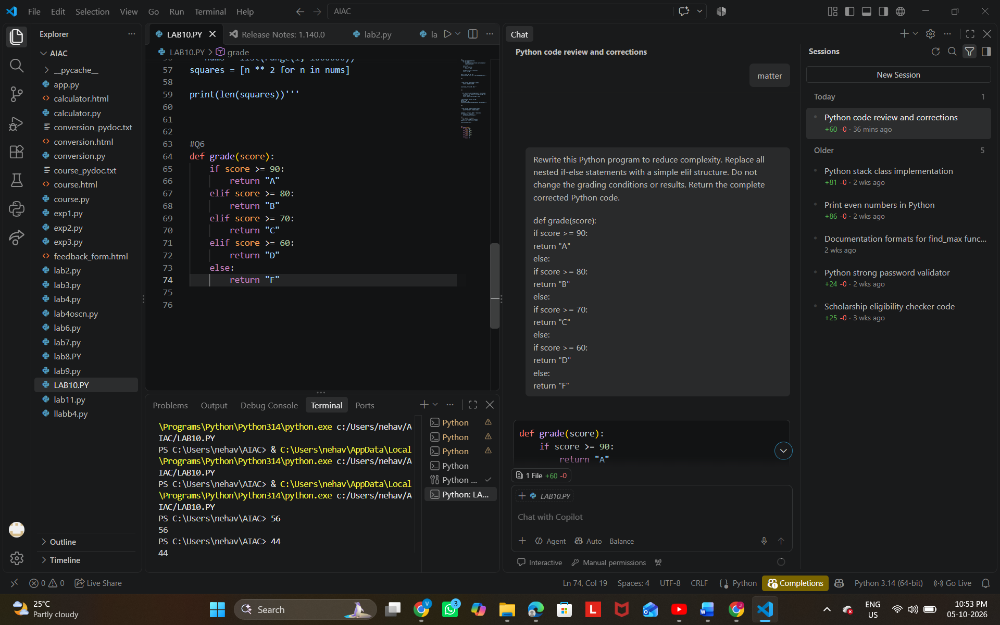 File Edit Selection View Go Run Terminal Help
AIAC
Explorer
AIAC
__pycache__
app.py
calculator.html
calculator.py
conversion_pydoc.txt
conversion.html
conversion.py
course_pydoc.txt
course.html
course.py
exp1.py
exp2.py
exp3.py
feedback_form.html
lab2.py
lab3.py
lab4.py
lab4oscn.py
lab6.py
lab7.py
lab8.PY
lab9.py
LAB10.PY
lab11.py
llabb4.py
Outline
Timeline
LAB10.PY Release Notes: 1.140.0 lab2.py la
LAB10.PY > grade
57 squares = [n ** 2 for n in nums]
58
59 print(len(squares))'''
60
61
62
63 #Q6
64 def grade(score):
65 if score >= 90:
66 return "A"
67 elif score >= 80:
68 return "B"
69 elif score >= 70:
70 return "C"
71 elif score >= 60:
72 return "D"
73 else:
74 return "F"
75
76
Problems Output Debug Console Terminal Ports
\Programs\Python\Python314\python.exe c:/Users/nehav/A
IAC/LAB10.PY
PS C:\Users\nehav\AIAC> & C:\Users\nehav\AppData\Local
\Programs\Python\Python314\python.exe c:/Users/nehav/A
IAC/LAB10.PY
PS C:\Users\nehav\AIAC> & C:\Users\nehav\AppData\Local
\Programs\Python\Python314\python.exe c:/Users/nehav/A
IAC/LAB10.PY
PS C:\Users\nehav\AIAC> 56
56
PS C:\Users\nehav\AIAC> 44
44
Python
Python
Python
Python
Python ...
Python: LA...
Chat
Python code review and corrections
matter
Rewrite this Python program to reduce complexity. Replace all
nested if-else statements with a simple elif structure. Do not
change the grading conditions or results. Return the complete
corrected Python code.
def grade(score):
if score >= 90:
return "A"
else:
if score >= 80:
return "B"
else:
if score >= 70:
return "C"
else:
if score >= 60:
return "D"
else:
return "F"
def grade(score):
if score >= 90:
return "A"
1 File +60 -0
LAB10.PY
Chat with Copilot
Agent Auto Balance
Interactive Manual permissions
Sessions
New Session
Today 1
Python code review and corrections
+60 -0 · 36 mins ago
Older 5
Python stack class implementation
+81 -0 · 2 wks ago
Print even numbers in Python
+86 -0 · 2 wks ago
Documentation formats for find_max func...
2 wks ago
Python strong password validator
+24 -0 · 2 wks ago
Scholarship eligibility checker code
+25 -0 · 3 wks ago
0 0 Live Share Ln 74, Col 19 Spaces: 4 UTF-8 CRLF { } Python Completions Python 3.14 (64-bit) Go Live
25°C
Partly cloudy
Search
V
3
L
W
J
ENG
US
10:53 PM
05-10-2026